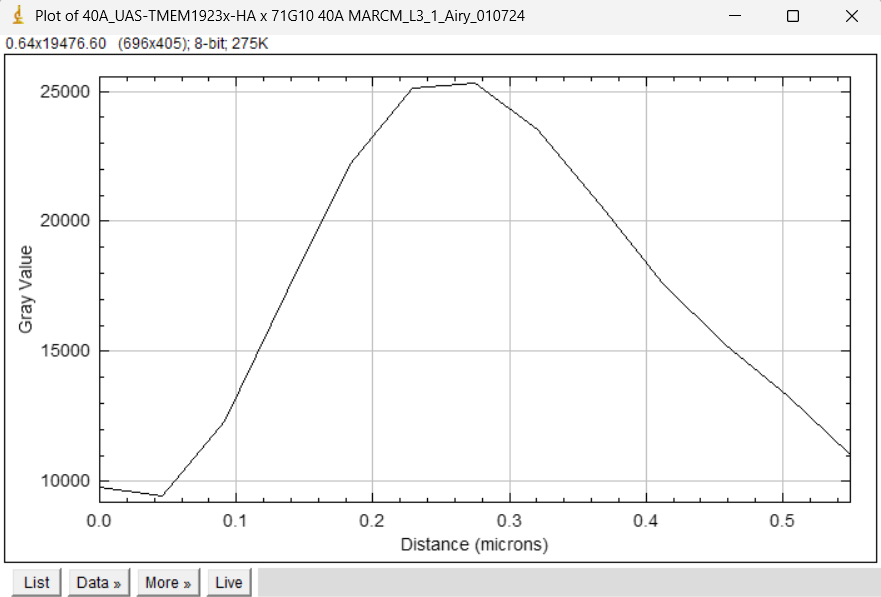 Plot of 40A_UAS-TMEM1923x-HA x 71G10 40A MARCM_L3_1_Airy_010724
0.64x19476.60 (696x405); 8-bit; 275K
25000
20000
15000
10000
Gray Value
0.0 0.1 0.2 0.3 0.4 0.5
Distance (microns)
List Data » More » Live